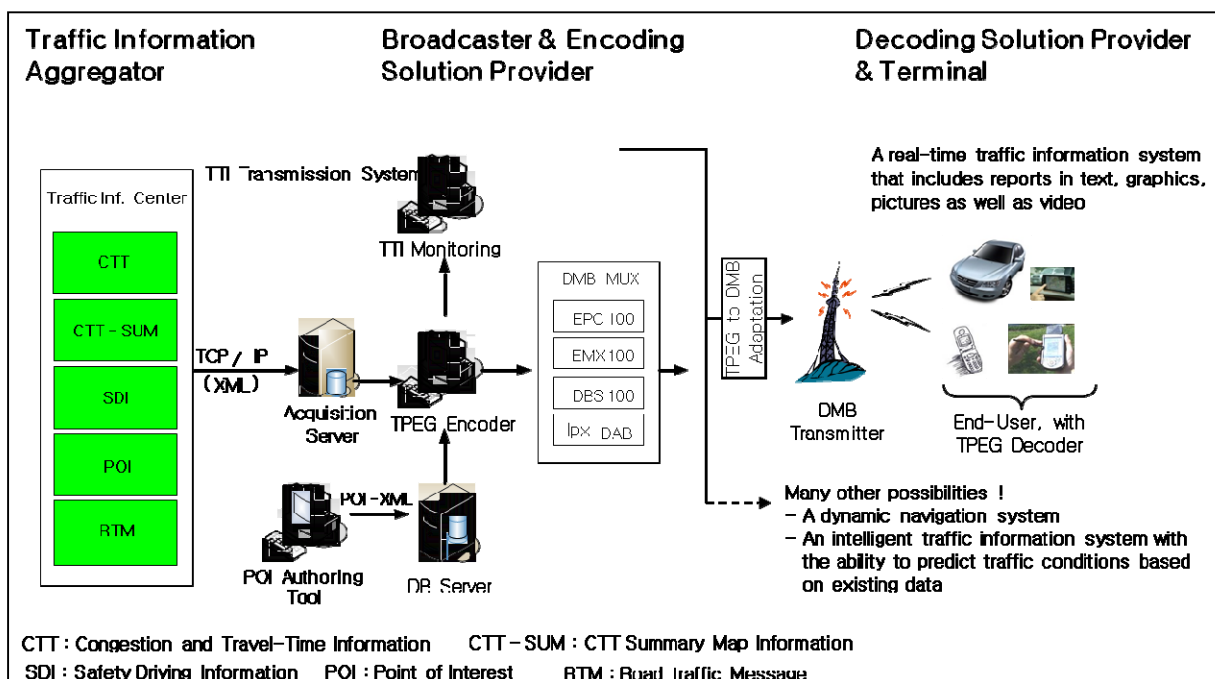 Traffic Information
Aggregator
Broadcaster & Encoding
Solution Provider
Decoding Solution Provider
& Terminal
TTI Transmission System
Traffic Inf. Center
CTT
CTT - SUM
SDI
POI
RTM
TCP / IP
(XML)
Acquisition
Server
TTI Monitoring
TPEG Encoder
POI-XML
POI Authoring
Tool
DB Server
DMB MUX
EPC 100
EMX 100
DBS 100
Ipx DAB
TPEG to DMB
Adaptation
DMB
Transmitter
A real-time traffic information system
that includes reports in text, graphics,
pictures as well as video
End-User, with
TPEG Decoder
Many other possibilities !
- A dynamic navigation system
- An intelligent traffic information system with
the ability to predict traffic conditions based
on existing data
CTT : Congestion and Travel-Time Information
CTT - SUM : CTT Summary Map Information
SDI : Safety Driving Information
POI : Point of Interest
RTM : Road Traffic Message